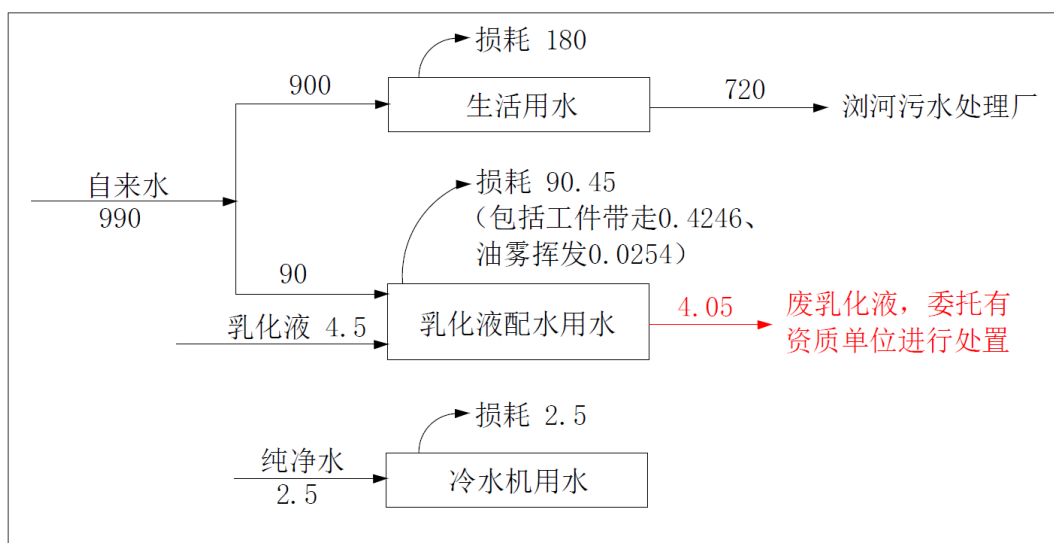 损耗 180
900
生活用水
720
浏河污水处理厂
自来水
990
损耗 90.45
（包括工件带走0.4246、
油雾挥发0.0254）
90
乳化液 4.5
乳化液配水用水
4.05
废乳化液，委托有
资质单位进行处置
损耗 2.5
纯净水
2.5
冷水机用水